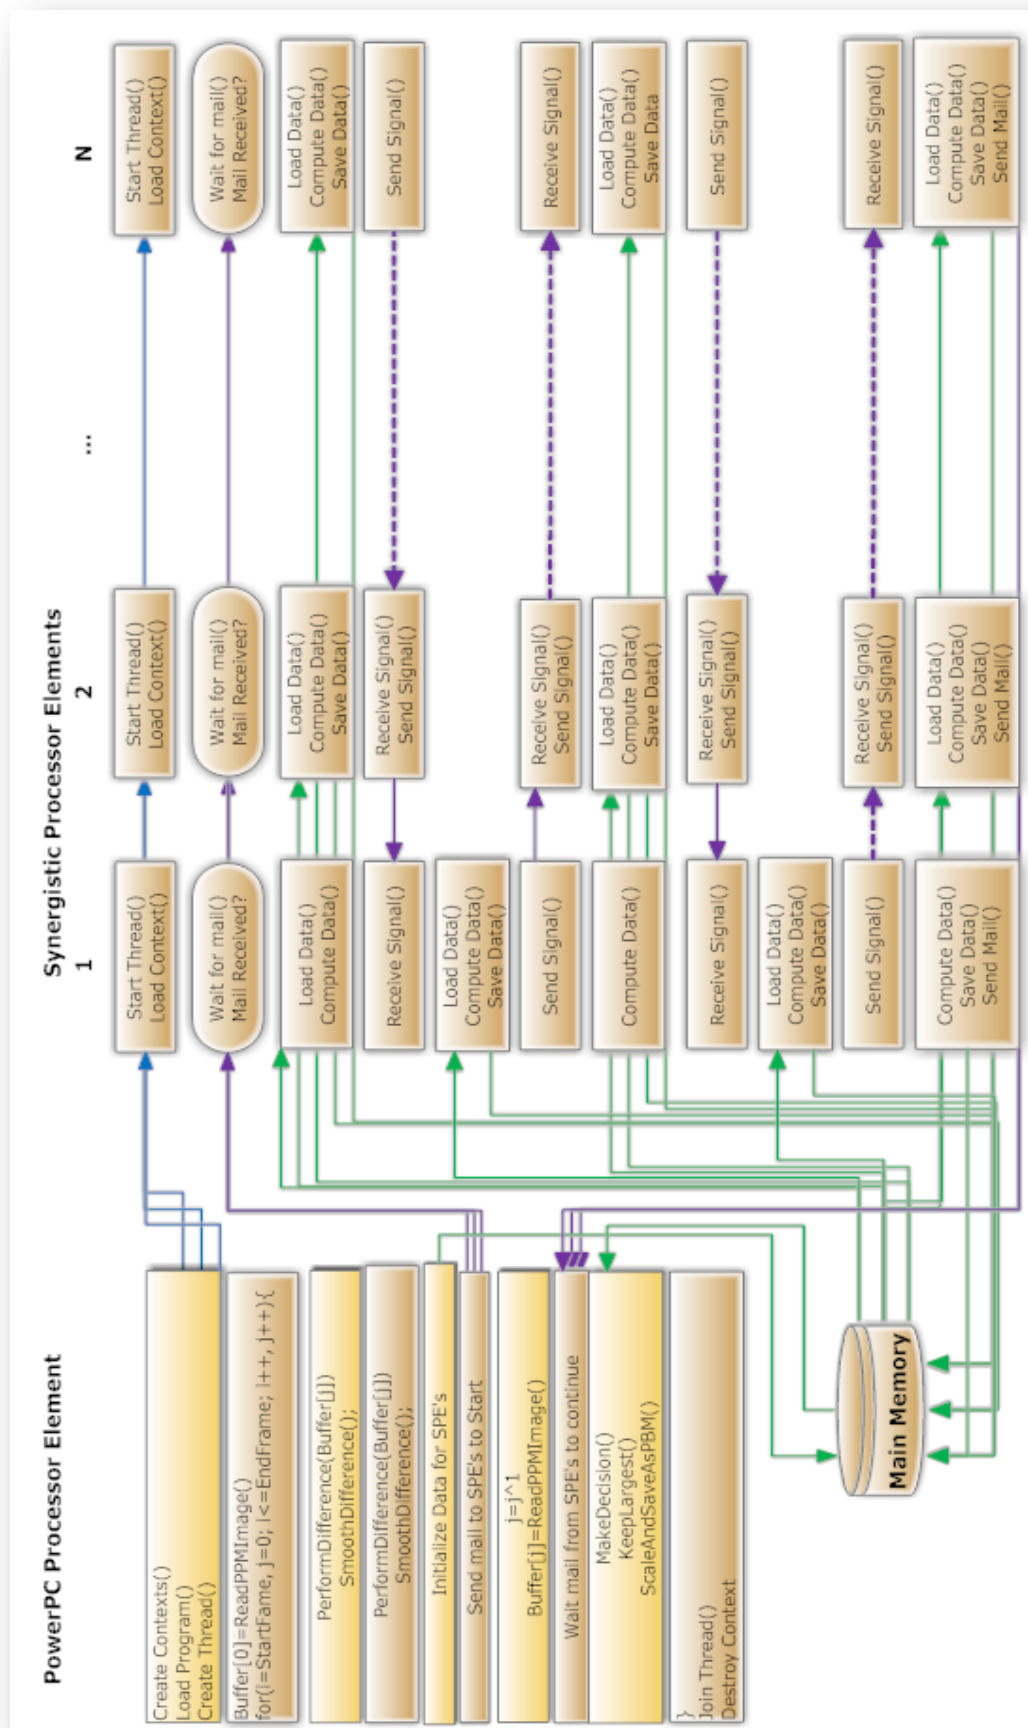 PowerPC Processor Element
Synergistic Processor Elements
1
2
...
N
Create Contexts()
Load Program()
Create Thread()
Buffer[0]=ReadPPMImage()
for(I=StartFame, j=0; I<=EndFrame; I++, j++){
PerformDifference(Buffer[j])
SmoothDifference();
PerformDifference(Buffer[j])
SmoothDifference();
Initialize Data for SPE's
Send mail to SPE's to Start
j=j^1
Buffer[j]=ReadPPMImage()
Wait mail from SPE's to continue
MakeDecision()
KeepLargest()
ScaleAndSaveAsPBM()
}
Join Thread()
Destroy Context
Main Memory
Start Thread()
Load Context()
Wait for mail()
Mail Received?
Load Data()
Compute Data()
Receive Signal()
Load Data()
Compute Data()
Save Data()
Send Signal()
Compute Data()
Receive Signal()
Load Data()
Compute Data()
Save Data()
Send Signal()
Compute Data()
Save Data()
Send Mail()
Start Thread()
Load Context()
Wait for mail()
Mail Received?
Load Data()
Compute Data()
Save Data()
Receive Signal()
Send Signal()
Receive Signal()
Send Signal()
Load Data()
Compute Data()
Save Data()
Receive Signal()
Send Signal()
Receive Signal()
Send Signal()
Load Data()
Compute Data()
Save Data()
Send Mail()
Start Thread()
Load Context()
Wait for mail()
Mail Received?
Load Data()
Compute Data()
Save Data()
Send Signal()
Receive Signal()
Load Data()
Compute Data()
Save Data
Send Signal()
Receive Signal()
Load Data()
Compute Data()
Save Data()
Send Mail()